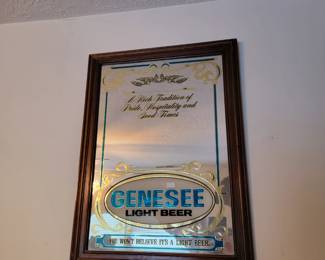 A Rich Tradition of
Pride, Hospitality and
Good Times
GENESEE
LIGHT BEER
YOU WON'T BELIEVE IT'S A LIGHT BEER